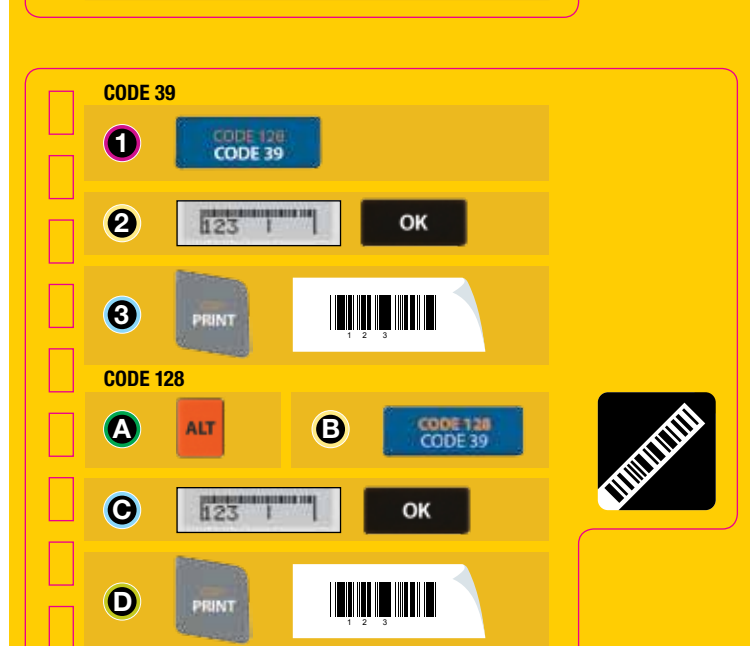 CODE 39
1
CODE 128
CODE 39
2
123
OK
3
PRINT
1 2 3
CODE 128
A
ALT
B
CODE 128
CODE 39
C
123
OK
D
PRINT
1 2 3